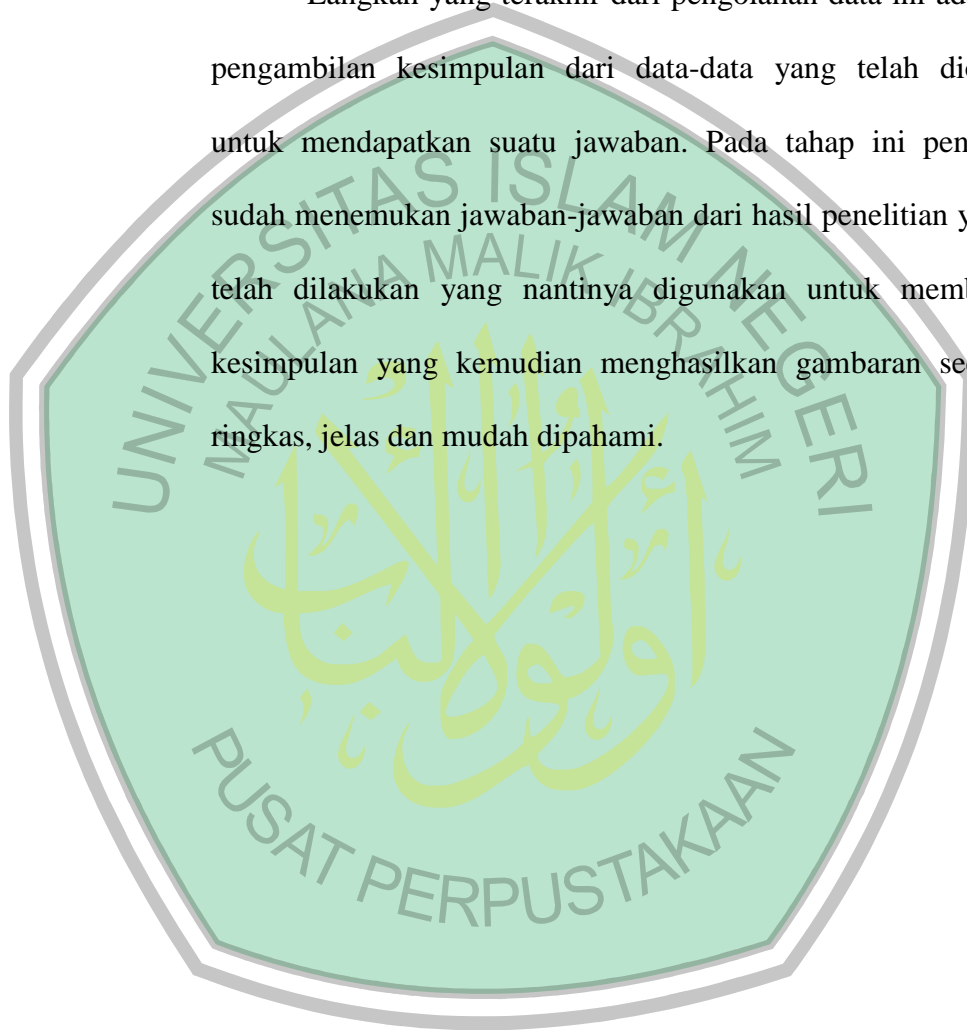 Langkah yang terakhir dari pengolahan data ini
pengambilan kesimpulan dari data-data yang telah
untuk mendapatkan suatu jawaban. Pada tahap ini
sudah menemukan jawaban-jawaban dari hasil penelitian
telah dilakukan yang nantinya digunakan untuk
kesimpulan yang kemudian menghasilkan gambaran
ringkas, jelas dan mudah dipahami.
UNIVERSITAS ISLAM NEGERI
MAULANA MALIK IBRAHIM
أولوا الألباب
PUSAT PERPUSTAKAAN